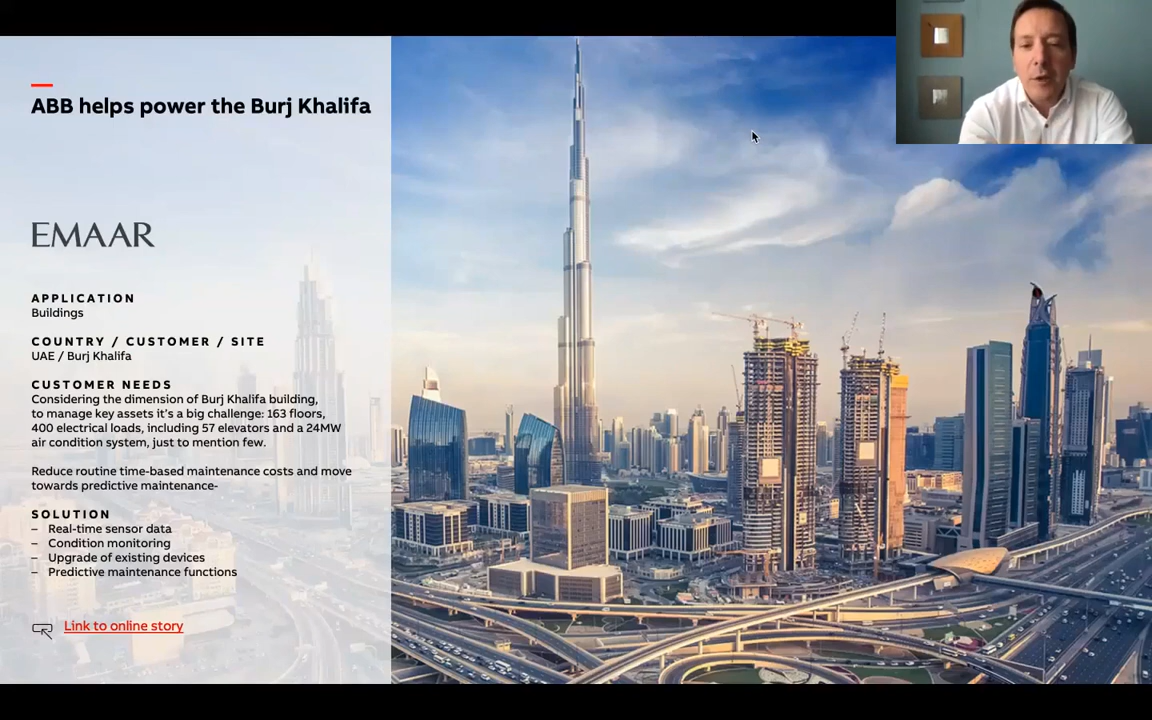 ABB helps power the Burj Khalifa
EMAAR
APPLICATION
Buildings
COUNTRY / CUSTOMER / SITE
UAE / Burj Khalifa
CUSTOMER NEEDS
Considering the dimension of Burj Khalifa building,
to manage key assets it's a big challenge: 163 floors,
400 electrical loads, including 57 elevators and a 24MW
air condition system, just to mention few.
Reduce routine time-based maintenance costs and move
towards predictive maintenance-
SOLUTION
– Real-time sensor data
– Condition monitoring
– Upgrade of existing devices
– Predictive maintenance functions
Link to online story